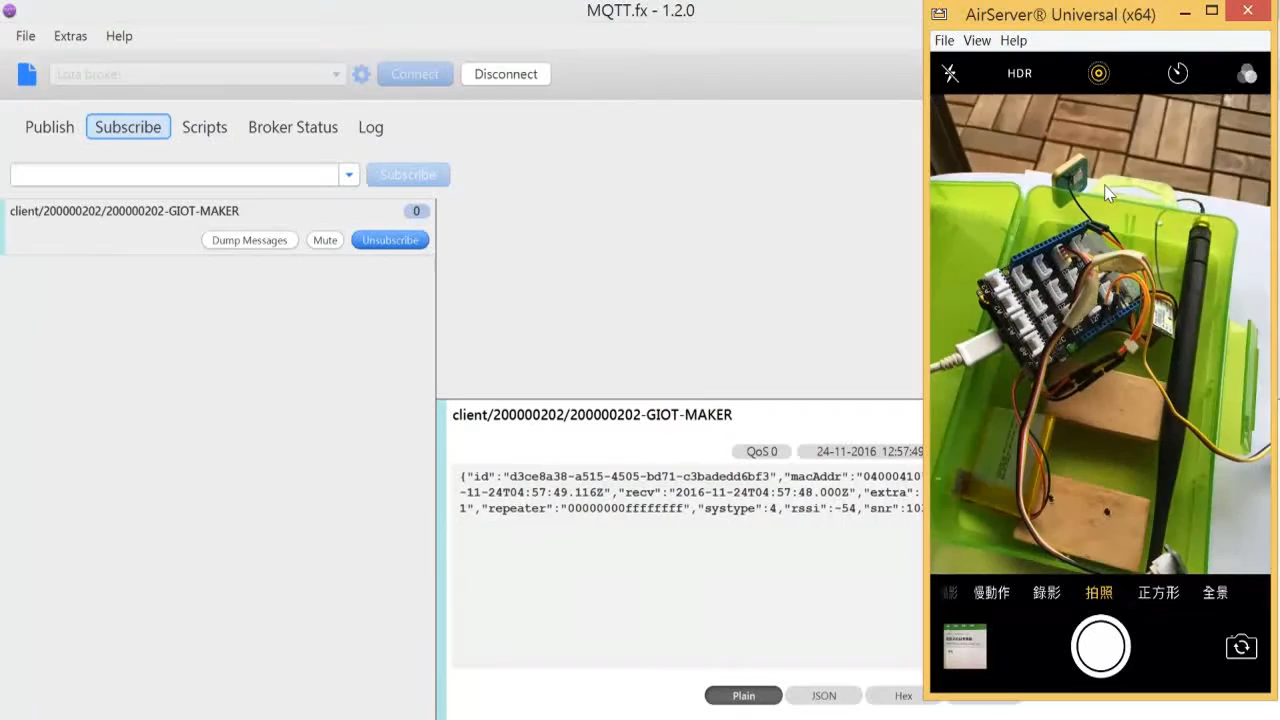 MQTT.fx - 1.2.0
File Extras Help
Connect
Disconnect
Publish
Subscribe
Scripts
Broker Status
Log
Subscribe
client/200000202/200000202-GIOT-MAKER
0
Dump Messages
Mute
Unsubscribe
client/200000202/200000202-GIOT-MAKER
QoS 0
24-11-2016 12:57:49
{"id":"d3ce8a38-a515-4505-bd71-c3badedd6bf3","macAddr":"04000410
-11-24T04:57:49.116Z","recv":"2016-11-24T04:57:48.000Z","extra":
1","repeater":"00000000ffffffff","systype":4,"rssi":-54,"snr":103
Plain
JSON
Hex
AirServer® Universal (x64)
File View Help
HDR
慢動作
錄影
拍照
正方形
全景